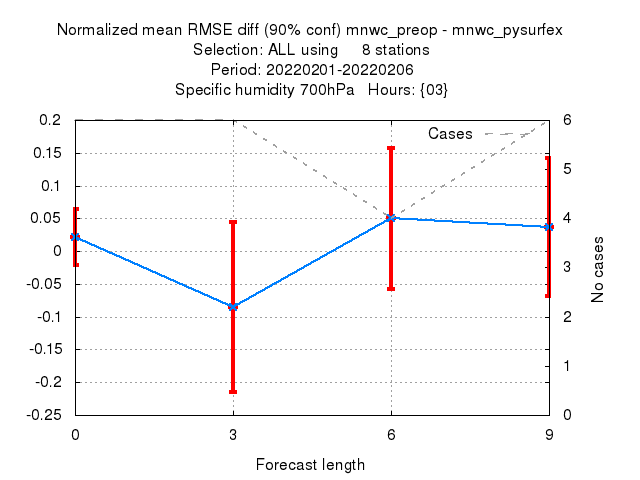 Normalized mean RMSE diff (90% conf) mnwc_preop - mnwc_pysurfex
Selection: ALL using 8 stations
Period: 20220201-20220206
Specific humidity 700hPa Hours: {03}
Cases
0.2
0.15
0.1
0.05
0
-0.05
-0.1
-0.15
-0.2
-0.25
6
5
4
3
2
1
0
No cases
0 3 6 9
Forecast length